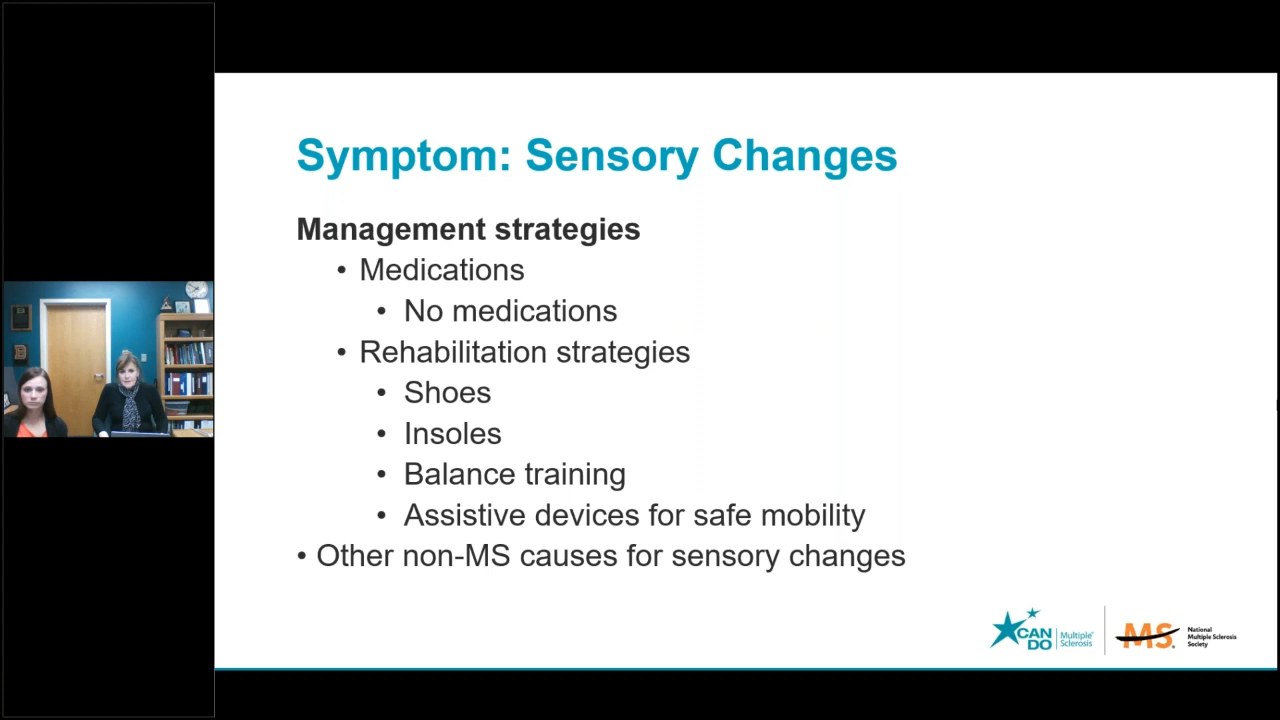 Symptom: Sensory Changes
Management strategies
• Medications
• No medications
• Rehabilitation strategies
• Shoes
• Insoles
• Balance training
• Assistive devices for safe mobility
• Other non-MS causes for sensory changes
CAN DO
Multiple Sclerosis
MS
National
Multiple Sclerosis
Society